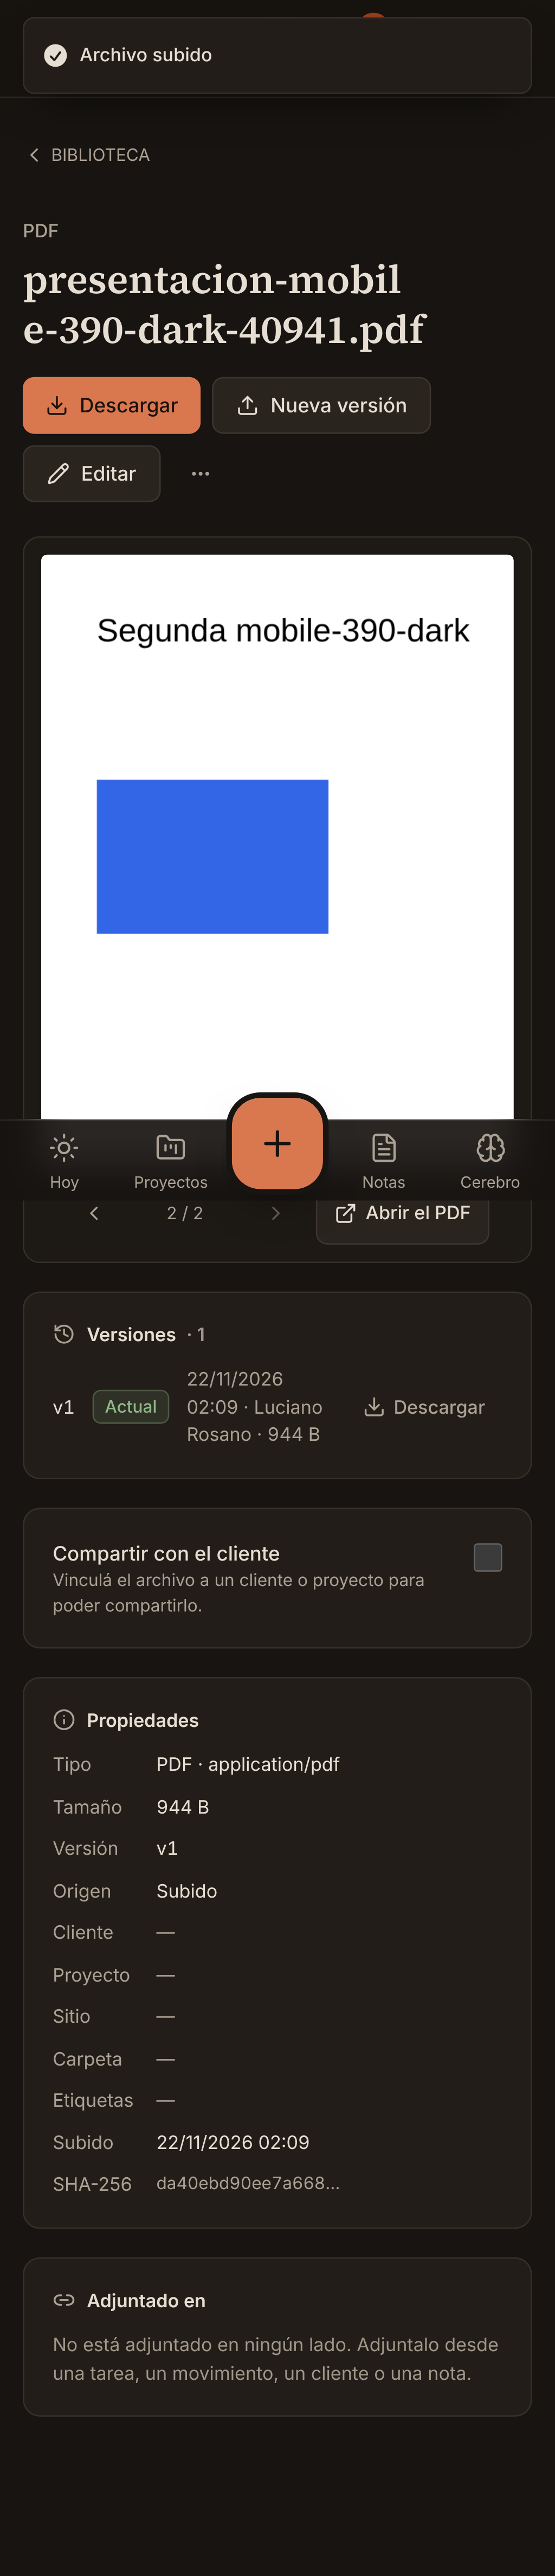 Archivo subido
BIBLIOTECA
PDF
presentacion-mobil
e-390-dark-40941.pdf
Descargar
Nueva versión
Editar
Segunda mobile-390-dark
Hoy
Proyectos
Notas
Cerebro
2 / 2
Abrir el PDF
Versiones · 1
v1
Actual
22/11/2026
02:09 · Luciano
Rosano · 944 B
Descargar
Compartir con el cliente
Vinculá el archivo a un cliente o proyecto para
poder compartirlo.
Propiedades
Tipo PDF · application/pdf
Tamaño 944 B
Versión v1
Origen Subido
Cliente —
Proyecto —
Sitio —
Carpeta —
Etiquetas —
Subido 22/11/2026 02:09
SHA-256 da40ebd90ee7a668…
Adjuntado en
No está adjuntado en ningún lado. Adjuntalo desde
una tarea, un movimiento, un cliente o una nota.